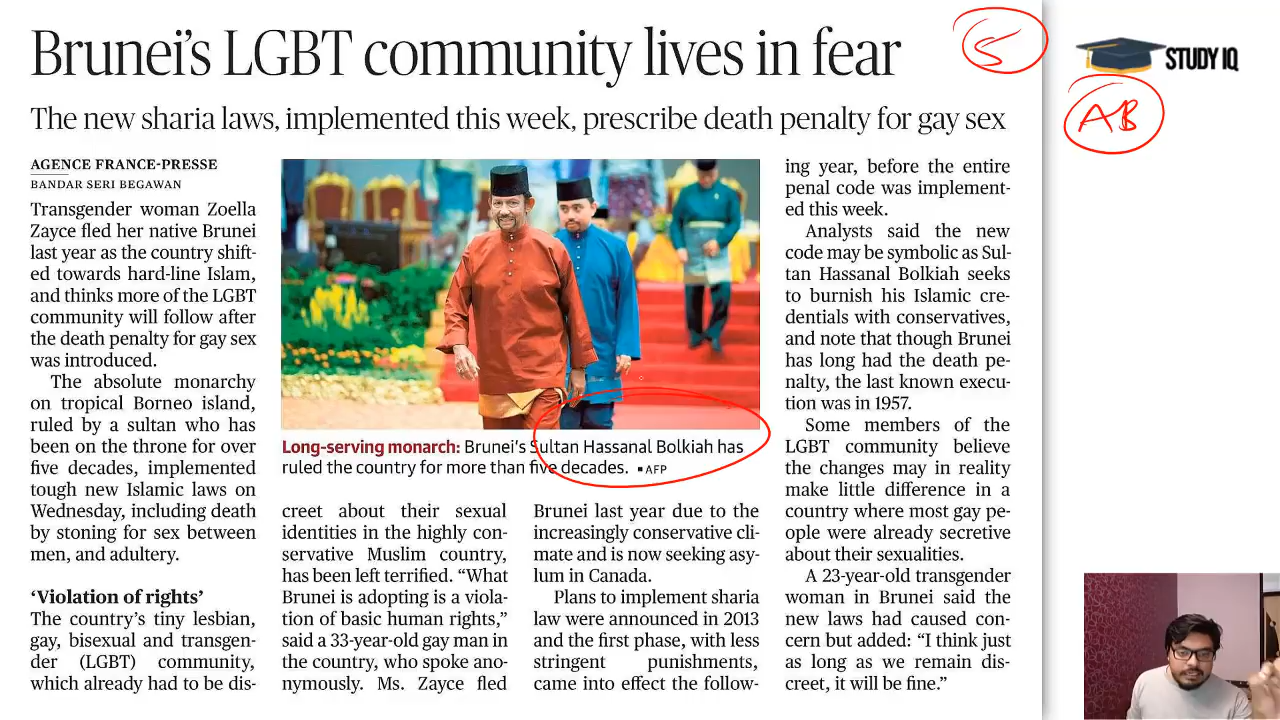 Brunei's LGBT community lives in fear
The new sharia laws, implemented this week, prescribe death penalty for gay sex
S
STUDY IQ
AB
AGENCE FRANCE-PRESSE
BANDAR SERI BEGAWAN
Transgender woman Zoella
Zayce fled her native Brunei
last year as the country shift-
ed towards hard-line Islam,
and thinks more of the LGBT
community will follow after
the death penalty for gay sex
was introduced.
The absolute monarchy
on tropical Borneo island,
ruled by a sultan who has
been on the throne for over
five decades, implemented
tough new Islamic laws on
Wednesday, including death
by stoning for sex between
men, and adultery.
'Violation of rights'
The country's tiny lesbian,
gay, bisexual and transgen-
der (LGBT) community,
which already had to be dis-
Long-serving monarch: Brunei's Sultan Hassanal Bolkiah has
ruled the country for more than five decades. ▪ AFP
creet about their sexual
identities in the highly con-
servative Muslim country,
has been left terrified. “What
Brunei is adopting is a viola-
tion of basic human rights,”
said a 33-year-old gay man in
the country, who spoke ano-
nymously. Ms. Zayce fled
Brunei last year due to the
increasingly conservative cli-
mate and is now seeking asy-
lum in Canada.
Plans to implement sharia
law were announced in 2013
and the first phase, with less
stringent punishments,
came into effect the follow-
ing year, before the entire
penal code was implement-
ed this week.
Analysts said the new
code may be symbolic as Sul-
tan Hassanal Bolkiah seeks
to burnish his Islamic cre-
dentials with conservatives,
and note that though Brunei
has long had the death pe-
nalty, the last known execu-
tion was in 1957.
Some members of the
LGBT community believe
the changes may in reality
make little difference in a
country where most gay pe-
ople were already secretive
about their sexualities.
A 23-year-old transgender
woman in Brunei said the
new laws had caused con-
cern but added: “I think just
as long as we remain dis-
creet, it will be fine.”